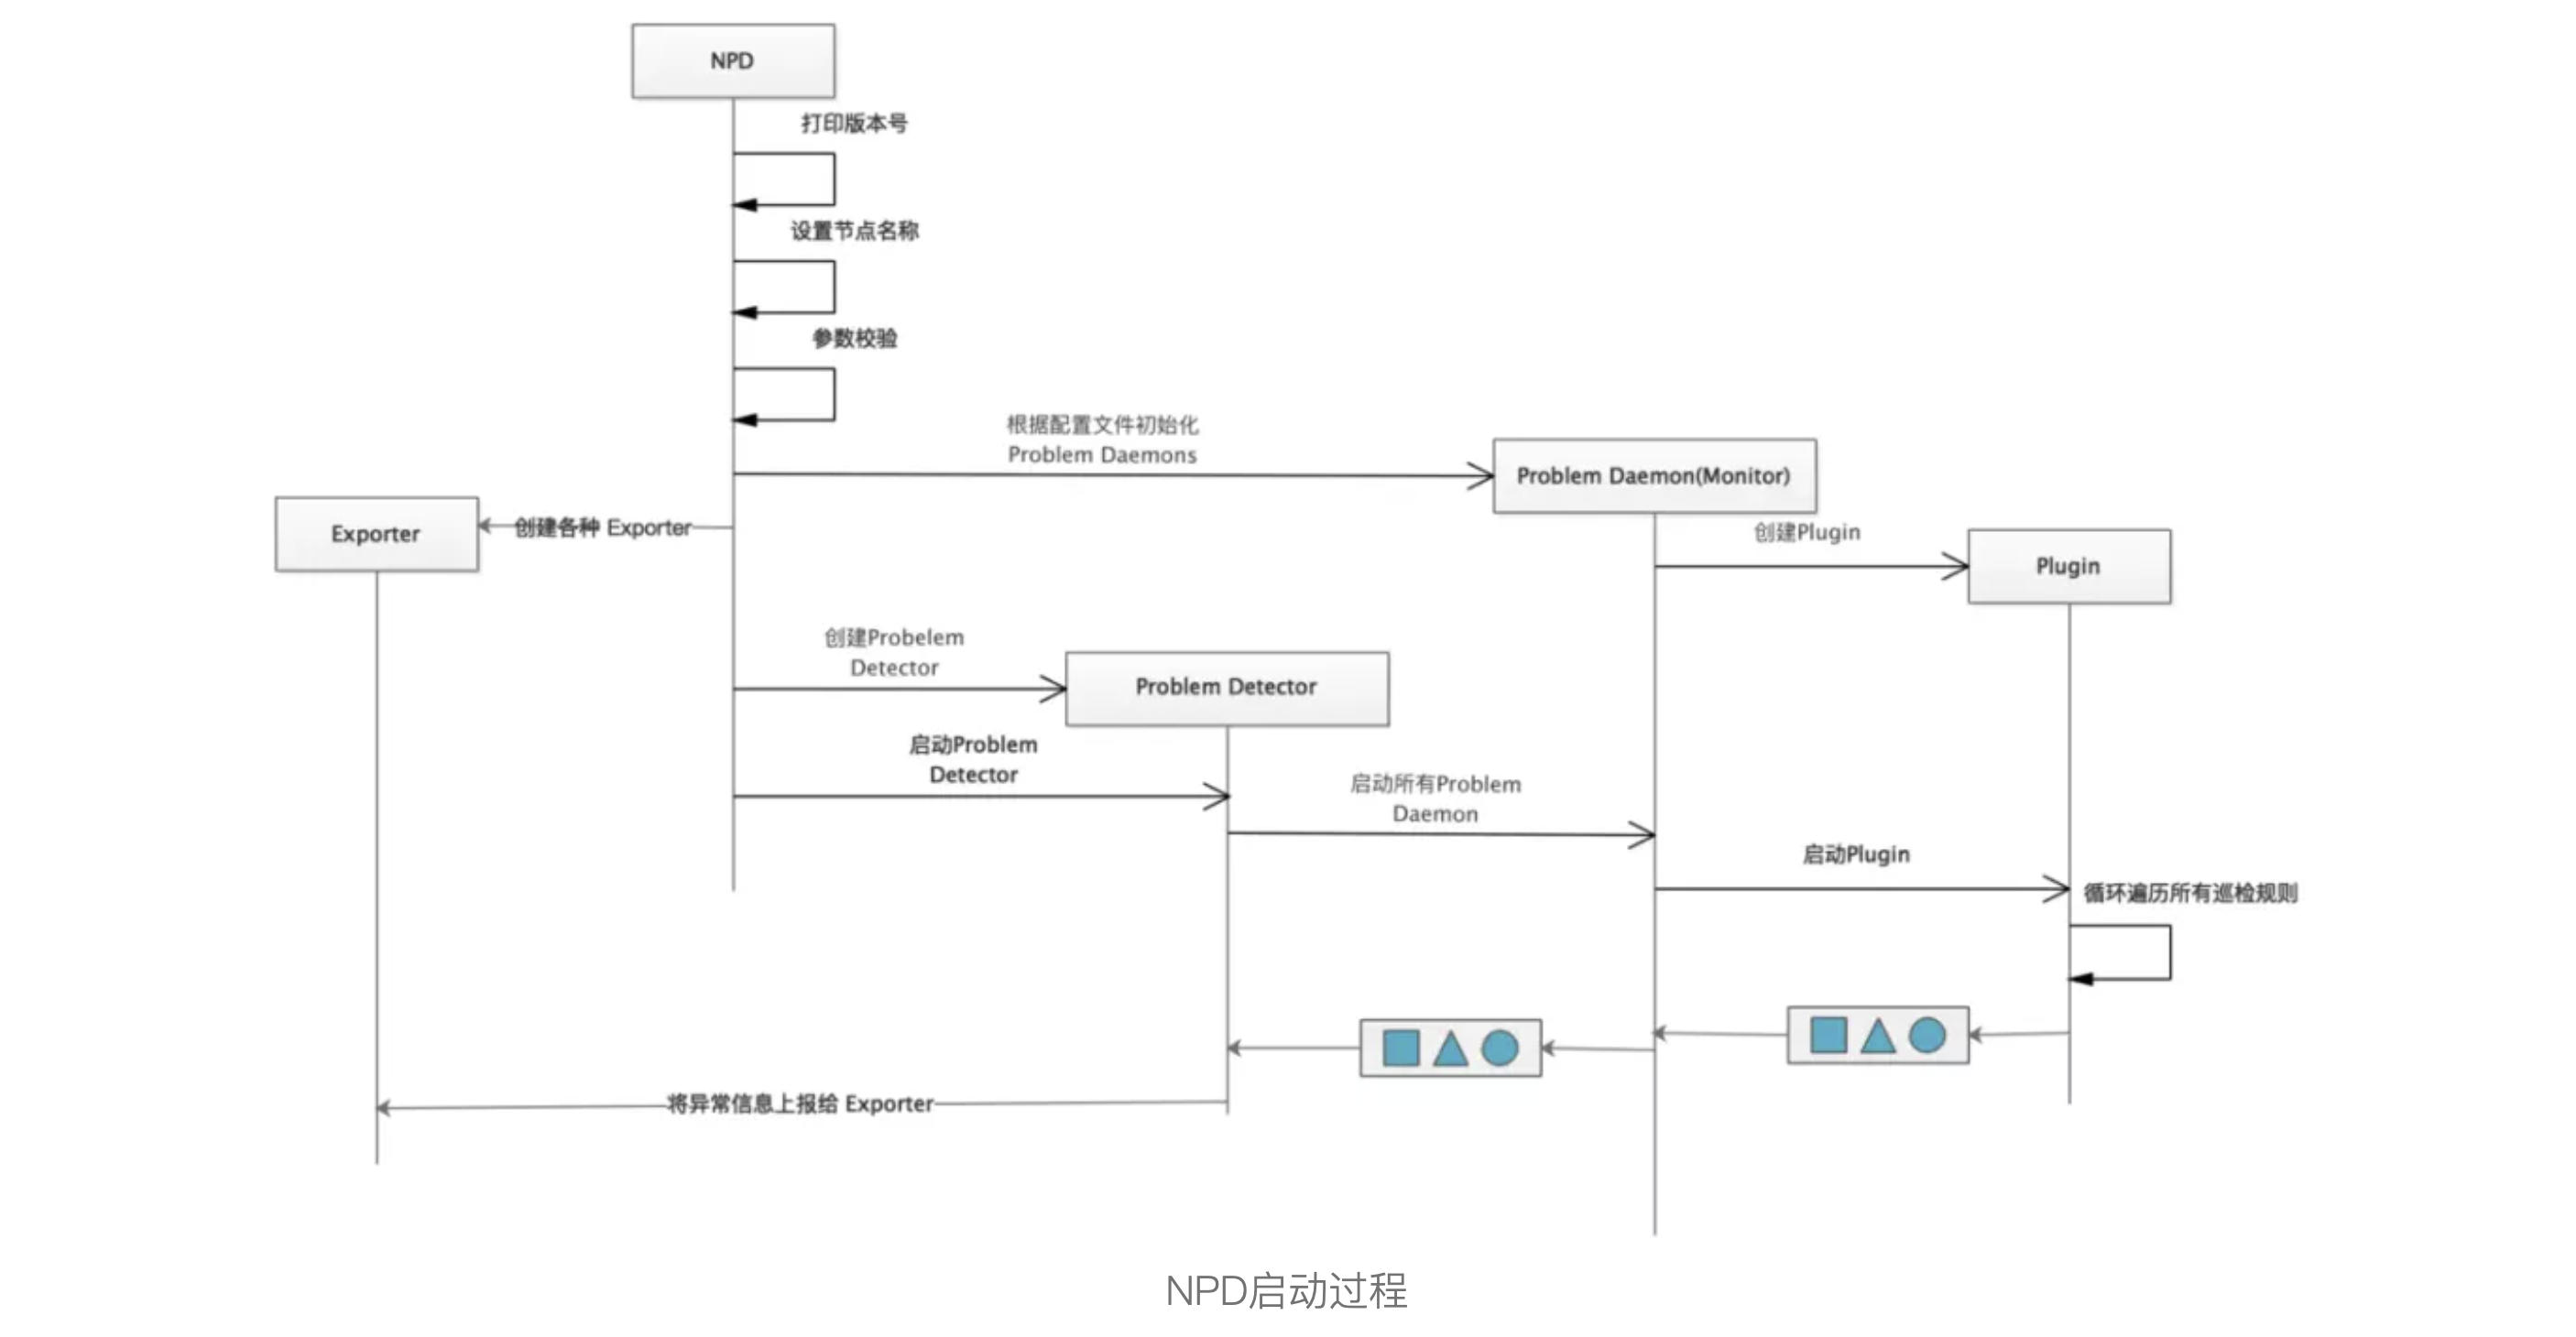 NPD
打印版本号
设置节点名称
参数校验
根据配置文件初始化
Problem Daemons
Problem Daemon(Monitor)
Exporter
创建各种 Exporter
创建Plugin
Plugin
创建Probelem
Detector
Problem Detector
启动Problem
Detector
启动所有Problem
Daemon
启动Plugin
循环遍历所有巡检规则
将异常信息上报给 Exporter
NPD启动过程